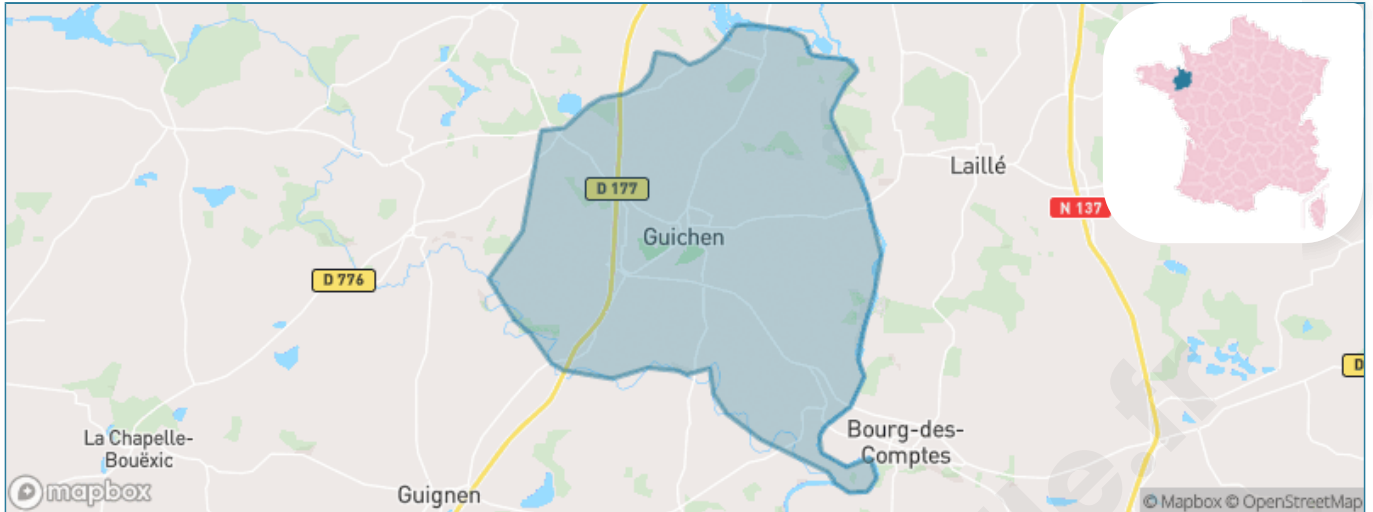 Laillé
D 177
N 137
Guichen
D 776
D
Bourg-des-
Comptes
La Chapelle-
Bouëxic
Guignen
mapbox
© Mapbox © OpenStreetMap